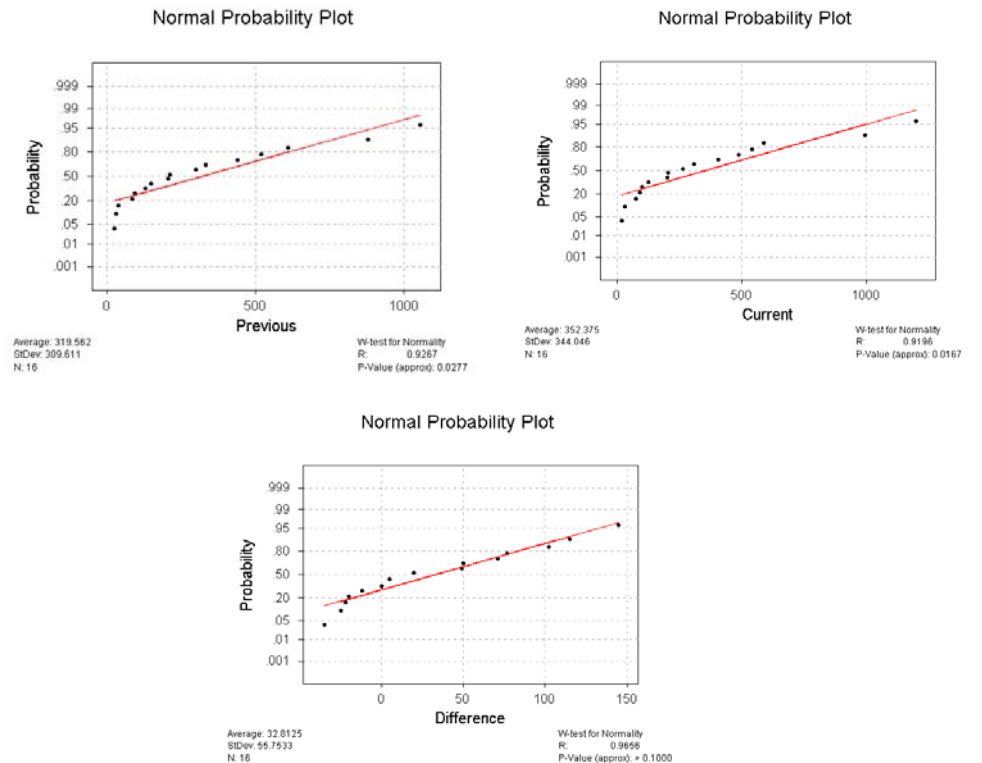 Normal Probability Plot
.999
.99
.95
.80
.50
.20
.05
.01
.001
Probability
0 500 1000
Previous
Average: 319.562
StDev: 309.611
N: 16
W-test for Normality
R: 0.9267
P-Value (approx): 0.0277
Normal Probability Plot
.999
.99
.95
.80
.50
.20
.05
.01
.001
Probability
0 500 1000
Current
Average: 352.375
StDev: 344.046
N: 16
W-test for Normality
R: 0.9196
P-Value (approx): 0.0167
Normal Probability Plot
.999
.99
.95
.80
.50
.20
.05
.01
.001
Probability
0 50 100 150
Difference
Average: 32.8125
StDev: 55.7533
N: 16
W-test for Normality
R: 0.9656
P-Value (approx): > 0.1000